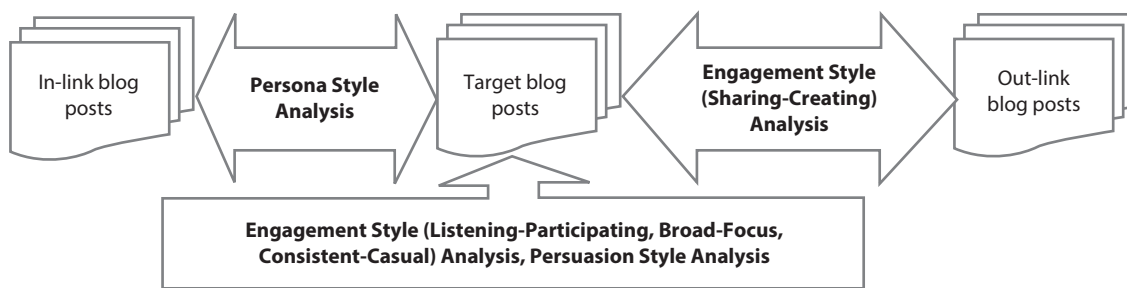 In-link blog
posts
Persona Style
Analysis
Target blog
posts
Engagement Style
(Sharing-Creating)
Analysis
Out-link
blog posts
Engagement Style (Listening-Participating, Broad-Focus,
Consistent-Casual) Analysis, Persuasion Style Analysis